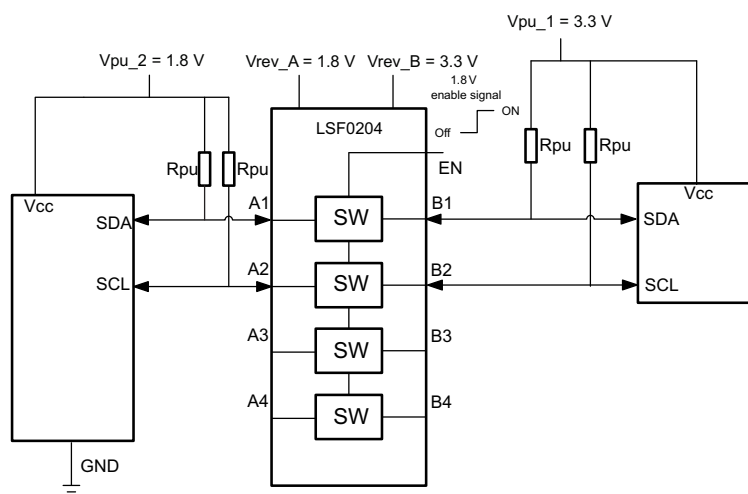 Vpu_1 = 3.3 V
Vpu_2 = 1.8 V
Vrev_A = 1.8 V
Vrev_B = 3.3 V
1.8 V
enable signal
ON
Off
LSF0204
EN
Rpu
Rpu
Rpu
Rpu
Vcc
Vcc
SDA
A1
SW
B1
SDA
SCL
A2
SW
B2
SCL
A3
SW
B3
A4
SW
B4
GND